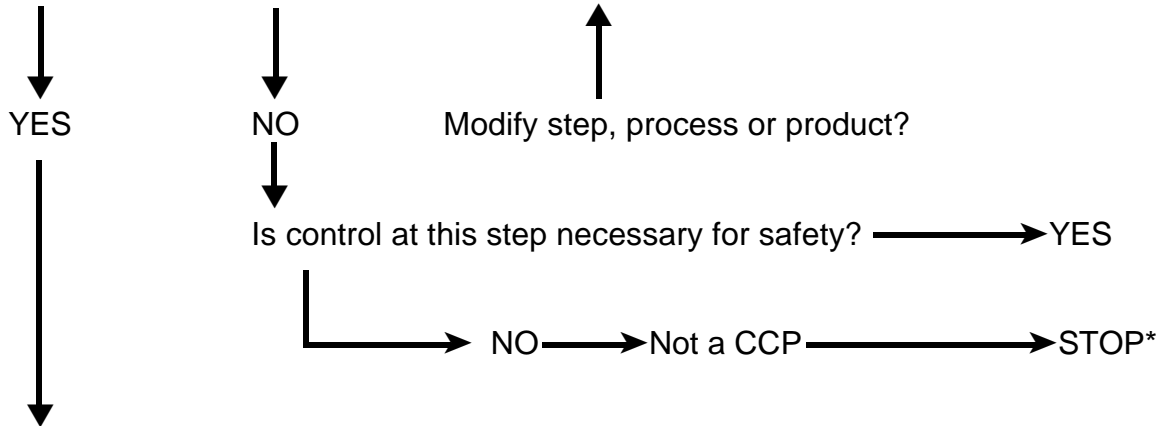 YES NO Modify step, process or product?
Is control at this step necessary for safety? YES
NO Not a CCP STOP*